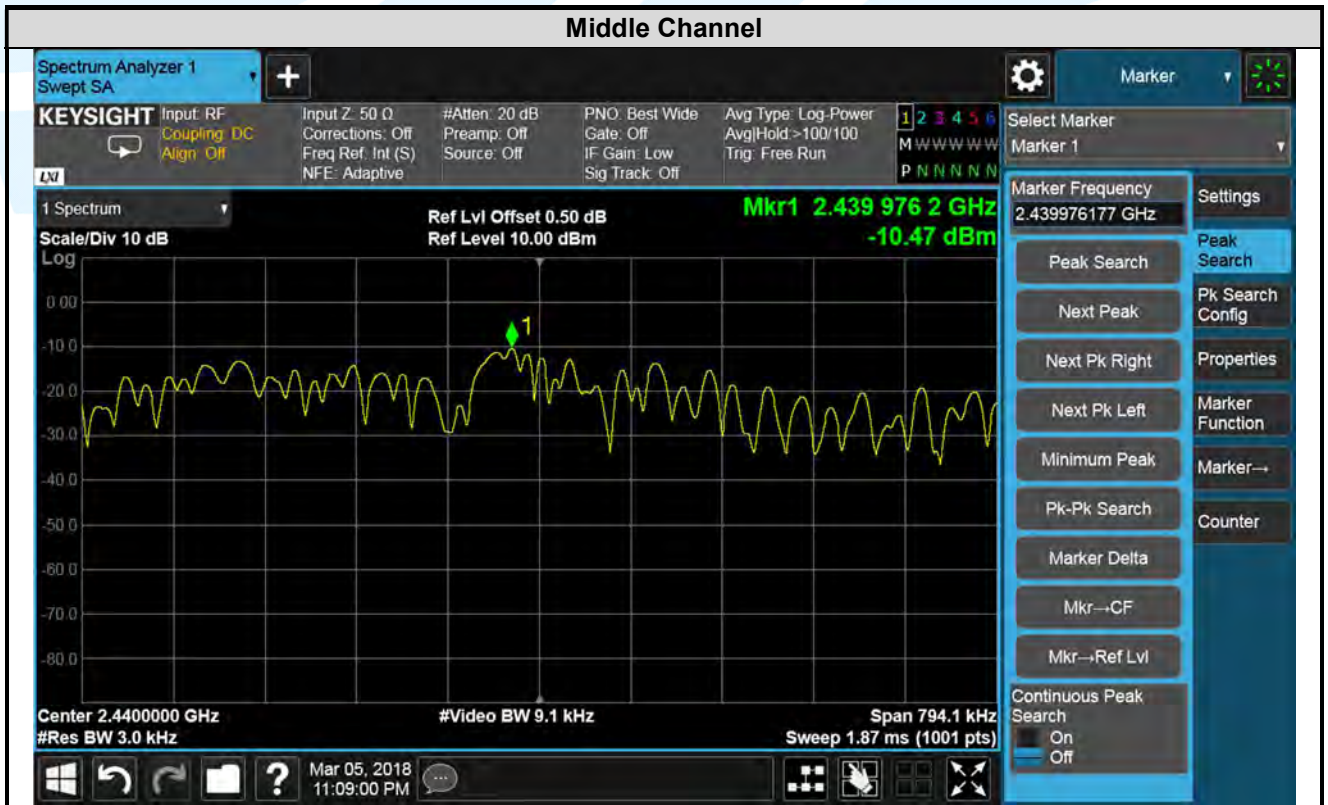 Middle Channel
Spectrum Analyzer 1
Swept SA
Marker
KEYSIGHT
Input: RF
Coupling: DC
Align: Off
LXI
Input Z: 50 Ω
Corrections: Off
Freq Ref: Int (S)
NFE: Adaptive
#Atten: 20 dB
Preamp: Off
Source: Off
PNO: Best Wide
Gate: Off
IF Gain: Low
Sig Track: Off
Avg Type: Log-Power
Avg|Hold:>100/100
Trig: Free Run
1 2 3 4 5 6
M W W W W W
P N N N N N
Select Marker
Marker 1
1 Spectrum
Scale/Div 10 dB
Log
Ref Lvl Offset 0.50 dB
Ref Level 10.00 dBm
Mkr1 2.439 976 2 GHz
-10.47 dBm
0.00
-10.0
-20.0
-30.0
-40.0
-50.0
-60.0
-70.0
-80.0
1
Center 2.4400000 GHz
#Res BW 3.0 kHz
#Video BW 9.1 kHz
Span 794.1 kHz
Sweep 1.87 ms (1001 pts)
Marker Frequency
2.439976177 GHz
Peak Search
Next Peak
Next Pk Right
Next Pk Left
Minimum Peak
Pk-Pk Search
Marker Delta
Mkr→CF
Mkr→Ref Lvl
Continuous Peak
Search
On
Off
Settings
Peak
Search
Pk Search
Config
Properties
Marker
Function
Marker→
Counter
?
Mar 05, 2018
11:09:00 PM